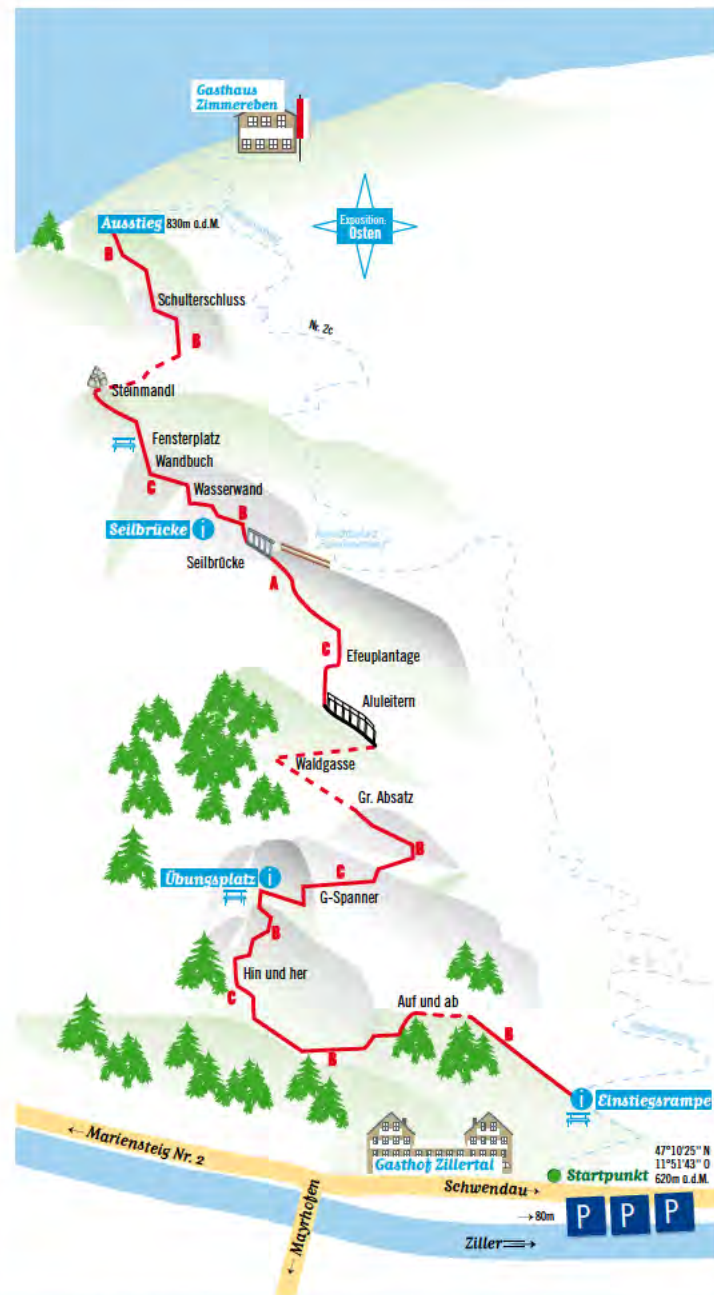 Gasthaus
Zimmereben
Ausstieg 830m o.d.M.
Exposition:
Osten
B
Schulterschluss
Nr. 2c
B
Steinmandl
Fensterplatz
Wandbuch
C
Wasserwand
B
Seilbrücke i
Seilbrücke
A
C
Efeuplantage
Aluleitern
Waldgasse
Gr. Absatz
B
C
Übungsplatz i
G-Spanner
B
Hin und her
C
Auf und ab
B
B
i Einstiegsrampe
← Mariensteig Nr. 2
Gasthof Zillertal
47°10'25'' N
11°51'43'' O
Startpunkt 620m o.d.M.
Schwendau→
→80m
P P P
← Mayrhofen
Ziller